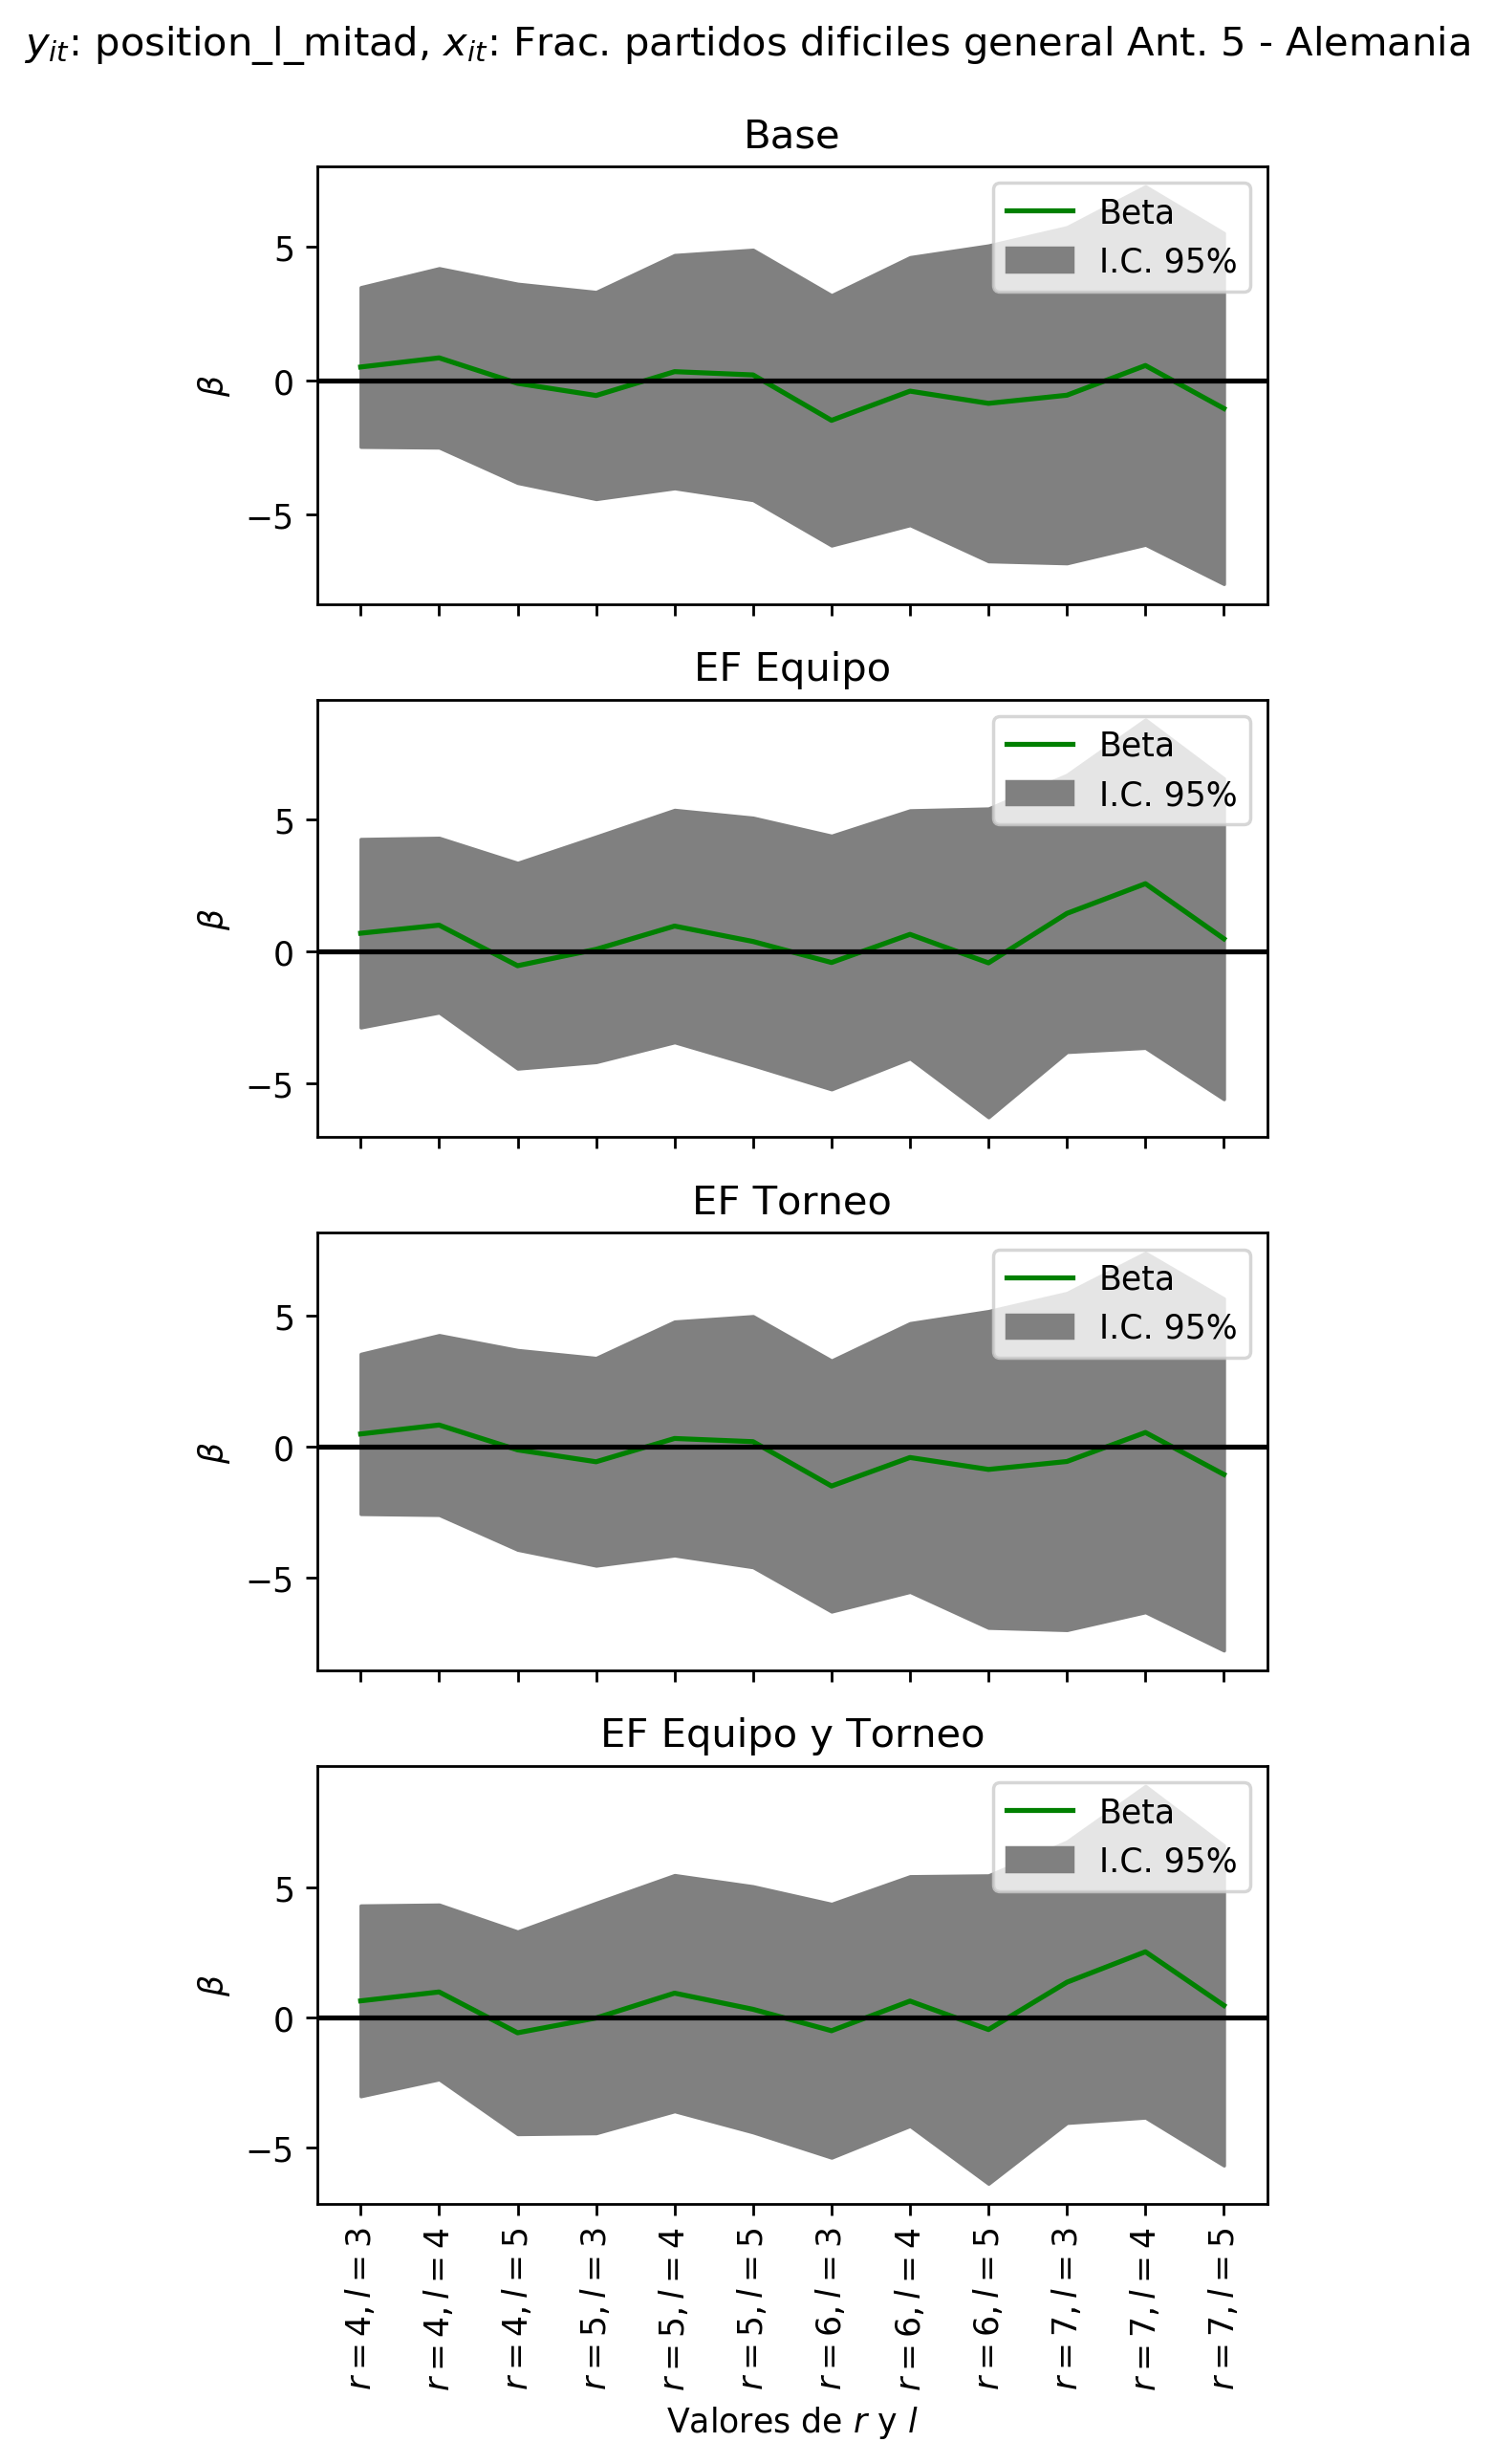 y_it: position_l_mitad, x_it: Frac. partidos dificiles general Ant. 5 - Alemania
Base
Beta
I.C. 95%
5
0
−5
β
EF Equipo
Beta
I.C. 95%
5
0
−5
β
EF Torneo
Beta
I.C. 95%
5
0
−5
β
EF Equipo y Torneo
Beta
I.C. 95%
5
0
−5
β
r = 4, l = 3
r = 4, l = 4
r = 4, l = 5
r = 5, l = 3
r = 5, l = 4
r = 5, l = 5
r = 6, l = 3
r = 6, l = 4
r = 6, l = 5
r = 7, l = 3
r = 7, l = 4
r = 7, l = 5
Valores de r y l